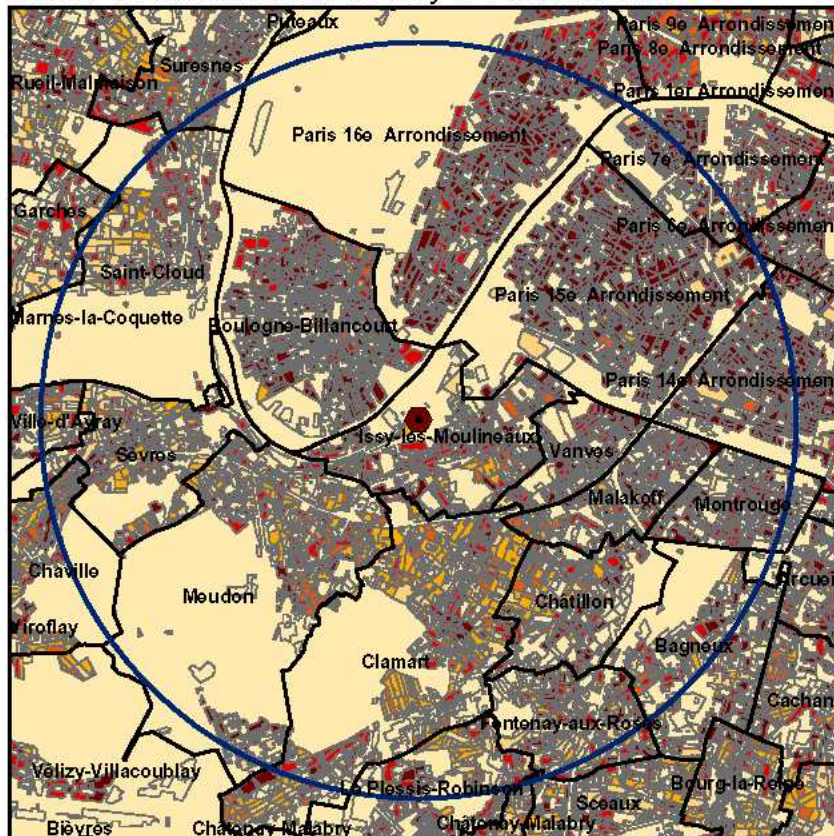 Puteaux
Paris 9e Arrondissement
Paris 8e Arrondissement
Suresnes
Rueil-Malmaison
Paris 1er Arrondissement
Paris 16e Arrondissement
Paris 7e Arrondissement
Garches
Paris 6e Arrondissement
Saint-Cloud
Paris 15e Arrondissement
Marnes-la-Coquette
Boulogne-Billancourt
Paris 14e Arrondissement
Ville-d'Avray
Issy-les-Moulineaux
Sèvres
Vanves
Malakoff
Montrouge
Chaville
Arcueil
Meudon
Châtillon
Viroflay
Bagneux
Clamart
Cachan
Fontenay-aux-Roses
Vélizy-Villacoublay
Le Plessis-Robinson
Bourg-la-Reine
Sceaux
Bièvres
Châtenay-Malabry
Châtenay-Malabry